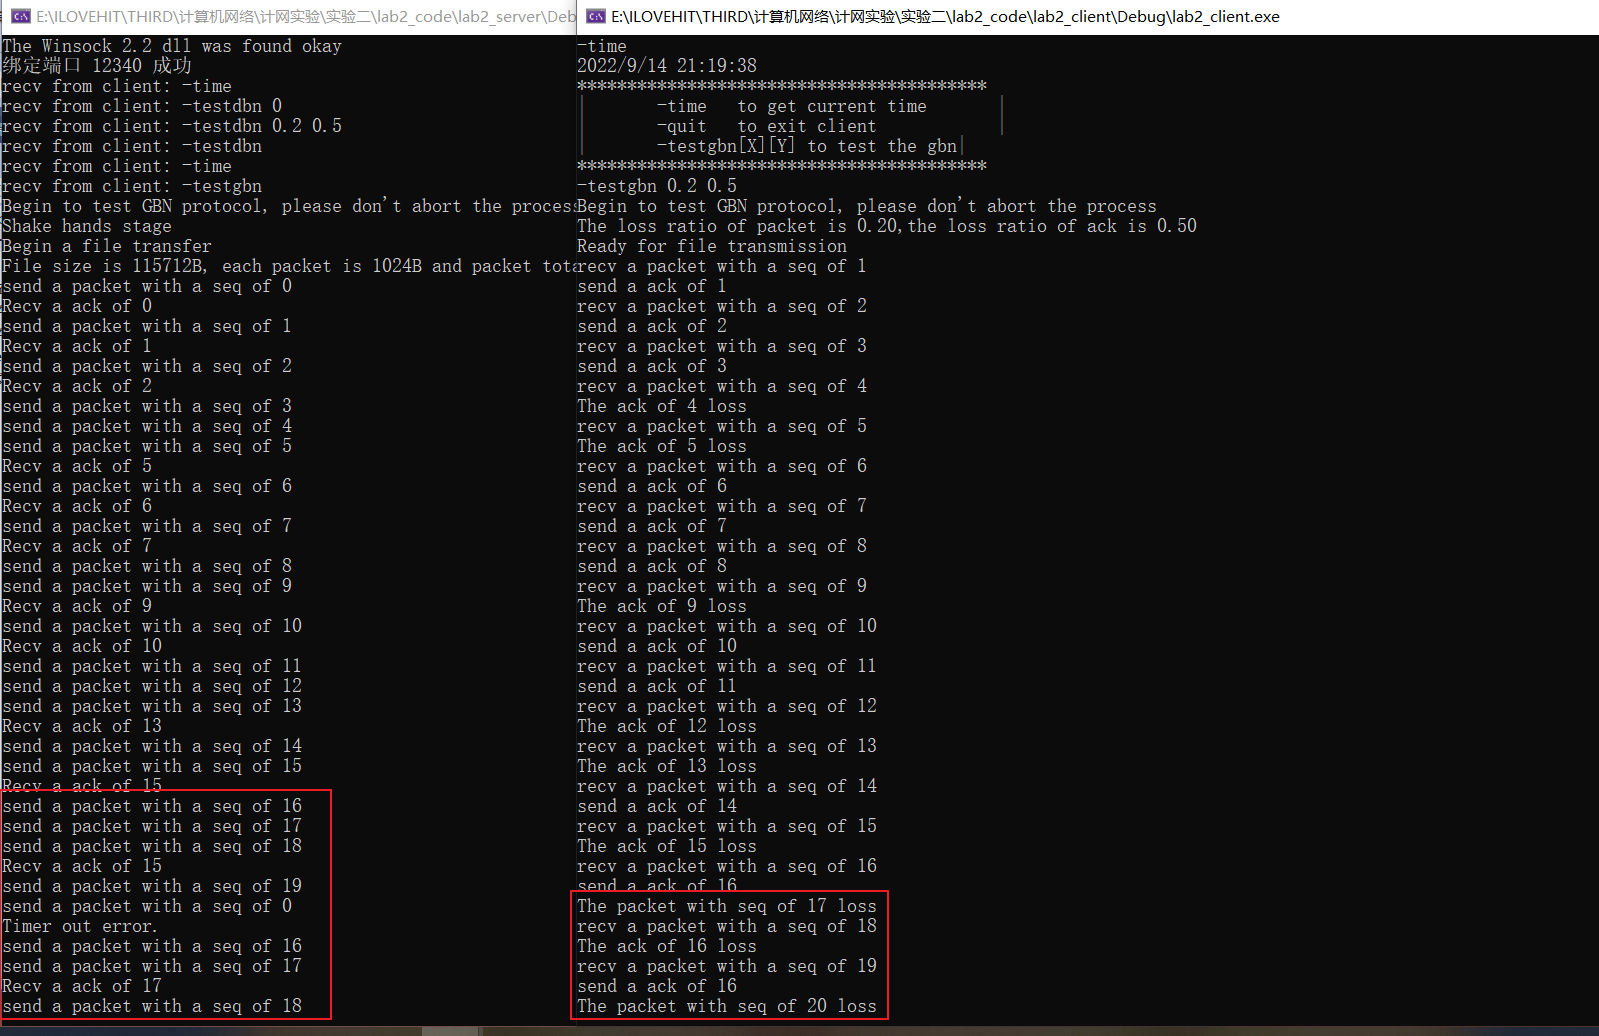 E:\ILOVEHIT\THIRD\计算机网络\计网实验\实验二\lab2_code\lab2_server\Deb
The Winsock 2.2 dll was found okay
绑定端口 12340 成功
recv from client: -time
recv from client: -testdbn 0
recv from client: -testdbn 0.2 0.5
recv from client: -testdbn
recv from client: -time
recv from client: -testgbn
Begin to test GBN protocol, please don't abort the process
Shake hands stage
Begin a file transfer
File size is 115712B, each packet is 1024B and packet tota
send a packet with a seq of 0
Recv a ack of 0
send a packet with a seq of 1
Recv a ack of 1
send a packet with a seq of 2
Recv a ack of 2
send a packet with a seq of 3
send a packet with a seq of 4
send a packet with a seq of 5
Recv a ack of 5
send a packet with a seq of 6
Recv a ack of 6
send a packet with a seq of 7
Recv a ack of 7
send a packet with a seq of 8
send a packet with a seq of 9
Recv a ack of 9
send a packet with a seq of 10
Recv a ack of 10
send a packet with a seq of 11
send a packet with a seq of 12
send a packet with a seq of 13
Recv a ack of 13
send a packet with a seq of 14
send a packet with a seq of 15
Recv a ack of 15
send a packet with a seq of 16
send a packet with a seq of 17
send a packet with a seq of 18
Recv a ack of 15
send a packet with a seq of 19
send a packet with a seq of 0
Timer out error.
send a packet with a seq of 16
send a packet with a seq of 17
Recv a ack of 17
send a packet with a seq of 18
E:\ILOVEHIT\THIRD\计算机网络\计网实验\实验二\lab2_code\lab2_client\Debug\lab2_client.exe
-time
2022/9/14 21:19:38
*****************************************
| -time to get current time |
| -quit to exit client |
| -testgbn[X][Y] to test the gbn|
*****************************************
-testgbn 0.2 0.5
Begin to test GBN protocol, please don't abort the process
The loss ratio of packet is 0.20,the loss ratio of ack is 0.50
Ready for file transmission
recv a packet with a seq of 1
send a ack of 1
recv a packet with a seq of 2
send a ack of 2
recv a packet with a seq of 3
send a ack of 3
recv a packet with a seq of 4
The ack of 4 loss
recv a packet with a seq of 5
The ack of 5 loss
recv a packet with a seq of 6
send a ack of 6
recv a packet with a seq of 7
send a ack of 7
recv a packet with a seq of 8
send a ack of 8
recv a packet with a seq of 9
The ack of 9 loss
recv a packet with a seq of 10
send a ack of 10
recv a packet with a seq of 11
send a ack of 11
recv a packet with a seq of 12
The ack of 12 loss
recv a packet with a seq of 13
The ack of 13 loss
recv a packet with a seq of 14
send a ack of 14
recv a packet with a seq of 15
The ack of 15 loss
recv a packet with a seq of 16
send a ack of 16
The packet with seq of 17 loss
recv a packet with a seq of 18
The ack of 16 loss
recv a packet with a seq of 19
send a ack of 16
The packet with seq of 20 loss